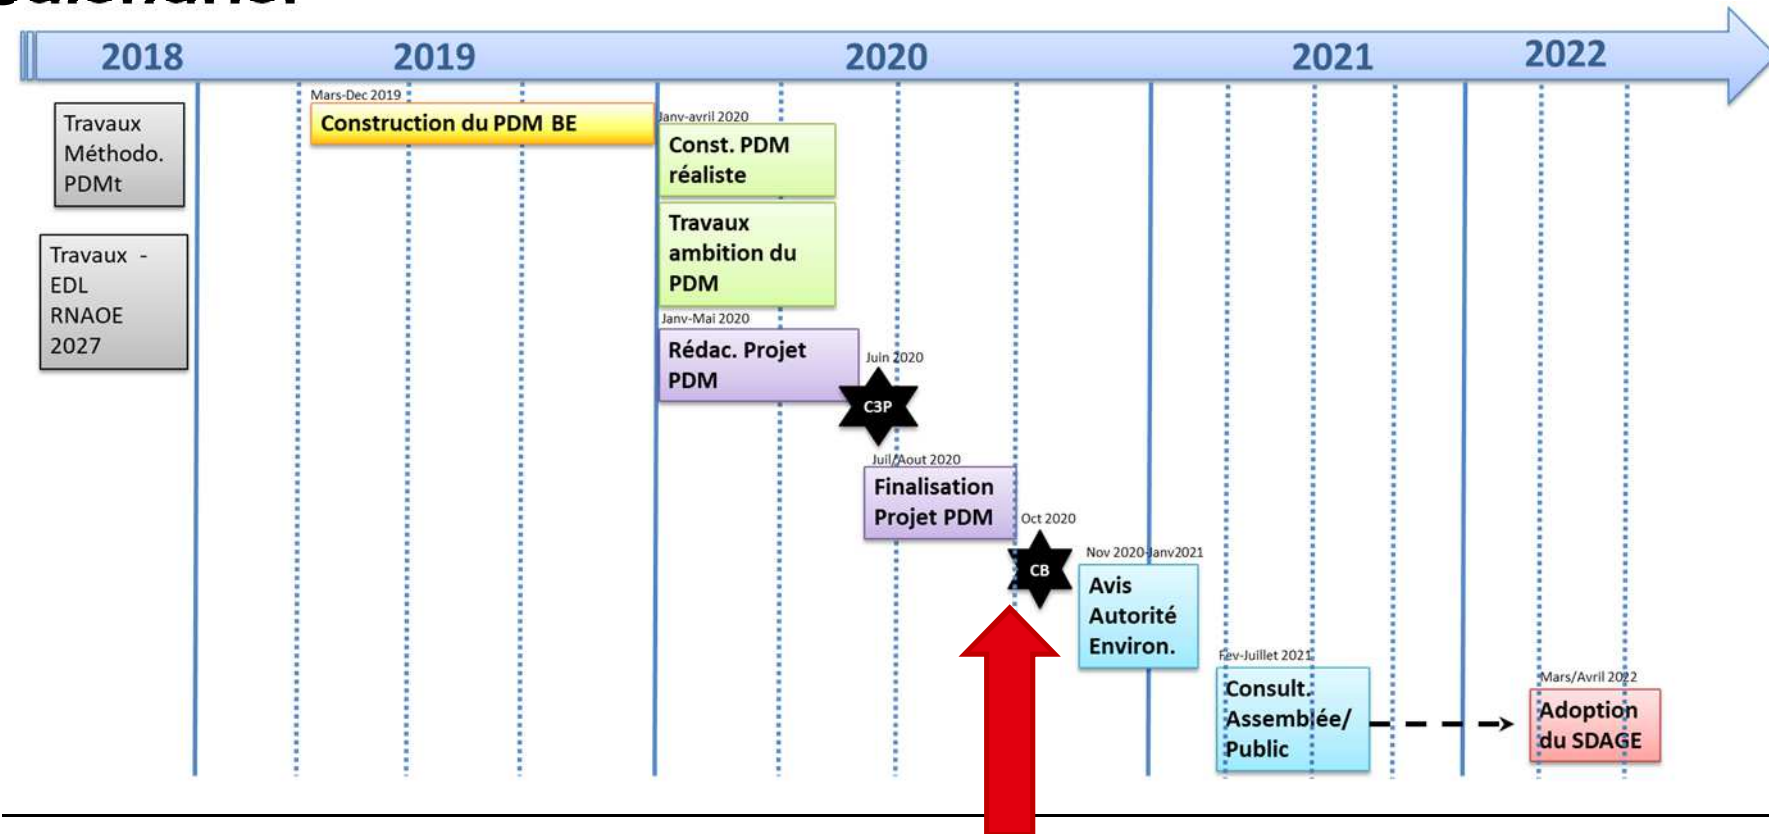 2018 2019 2020 2021 2022
Travaux
Méthodo.
PDMt
Travaux -
EDL
RNAOE
2027
Mars-Dec 2019
Construction du PDM BE
Janv-avril 2020
Const. PDM
réaliste
Travaux
ambition du
PDM
Janv-Mai 2020
Rédac. Projet
PDM
Juin 2020
C3P
Juil/Aout 2020
Finalisation
Projet PDM
Oct 2020
CB
Nov 2020-Janv2021
Avis
Autorité
Environ.
Fev-Juillet 2021
Consult.
Assemblée/
Public
Mars/Avril 2022
Adoption
du SDAGE